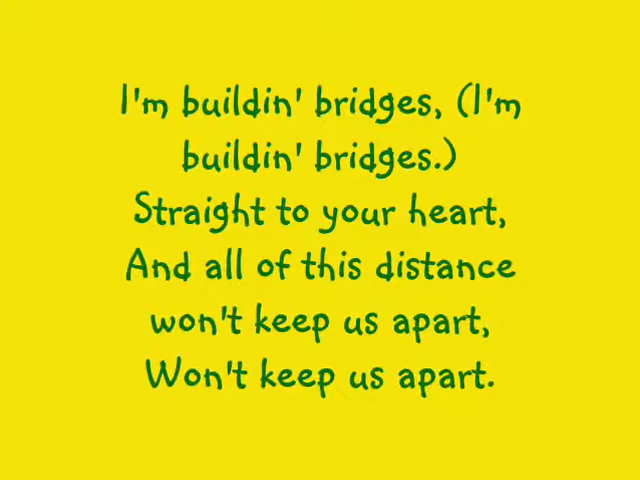 I'm buildin' bridges, (I'm
buildin' bridges.)
Straight to your heart,
And all of this distance
won't keep us apart,
Won't keep us apart.